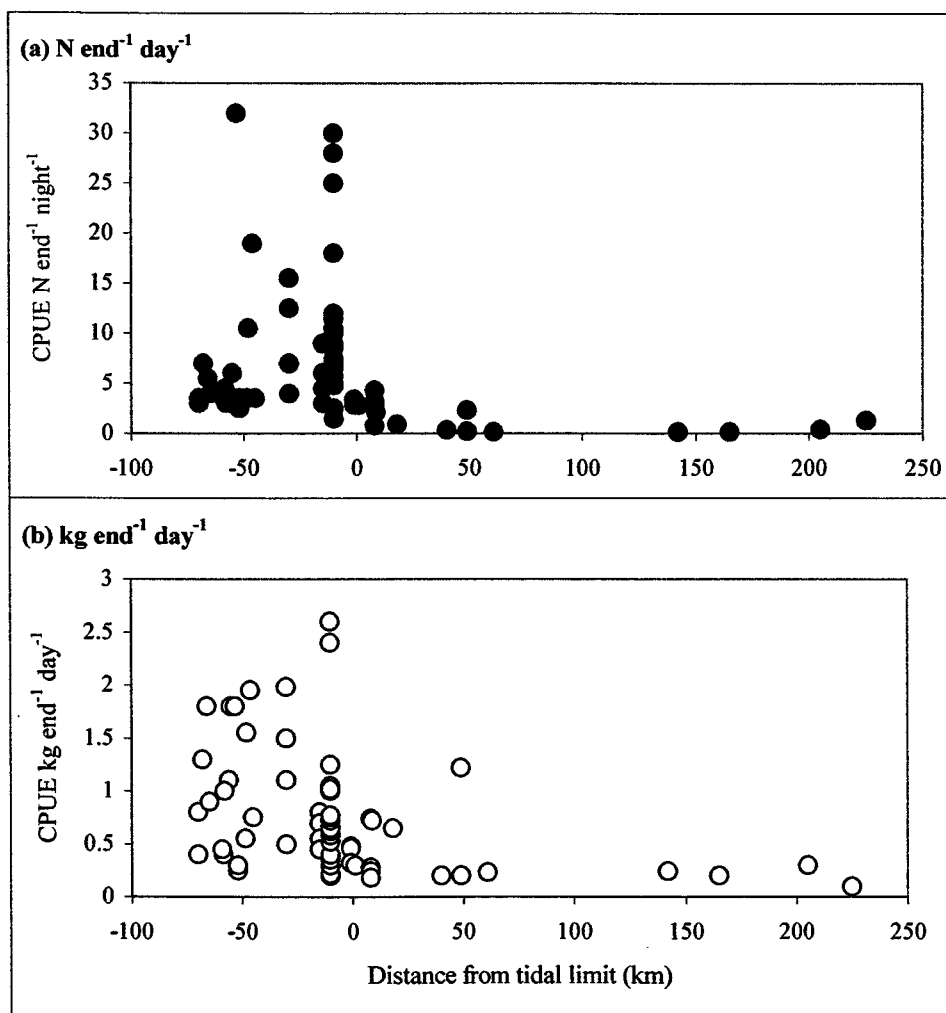 (a) N end⁻¹ day⁻¹
CPUE N end⁻¹ night⁻¹
35
30
25
20
15
10
5
0
-100 -50 0 50 100 150 200 250
(b) kg end⁻¹ day⁻¹
CPUE kg end⁻¹ day⁻¹
3
2.5
2
1.5
1
0.5
0
-100 -50 0 50 100 150 200 250
Distance from tidal limit (km)